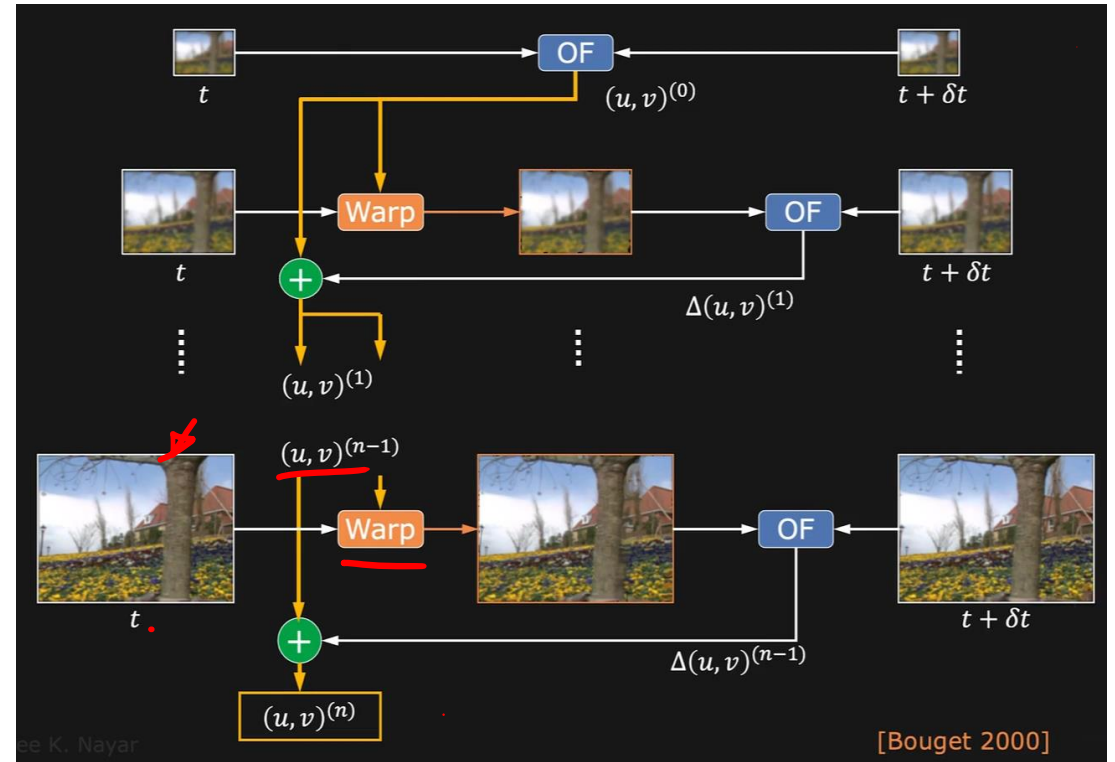 OF
t
(u, v)⁽⁰⁾
t + δt
Warp
OF
t
+
t + δt
Δ(u, v)⁽¹⁾
(u, v)⁽¹⁾
(u, v)⁽ⁿ⁻¹⁾
Warp
OF
t
t + δt
+
Δ(u, v)⁽ⁿ⁻¹⁾
(u, v)⁽ⁿ⁾
ee K. Nayar
[Bouget 2000]